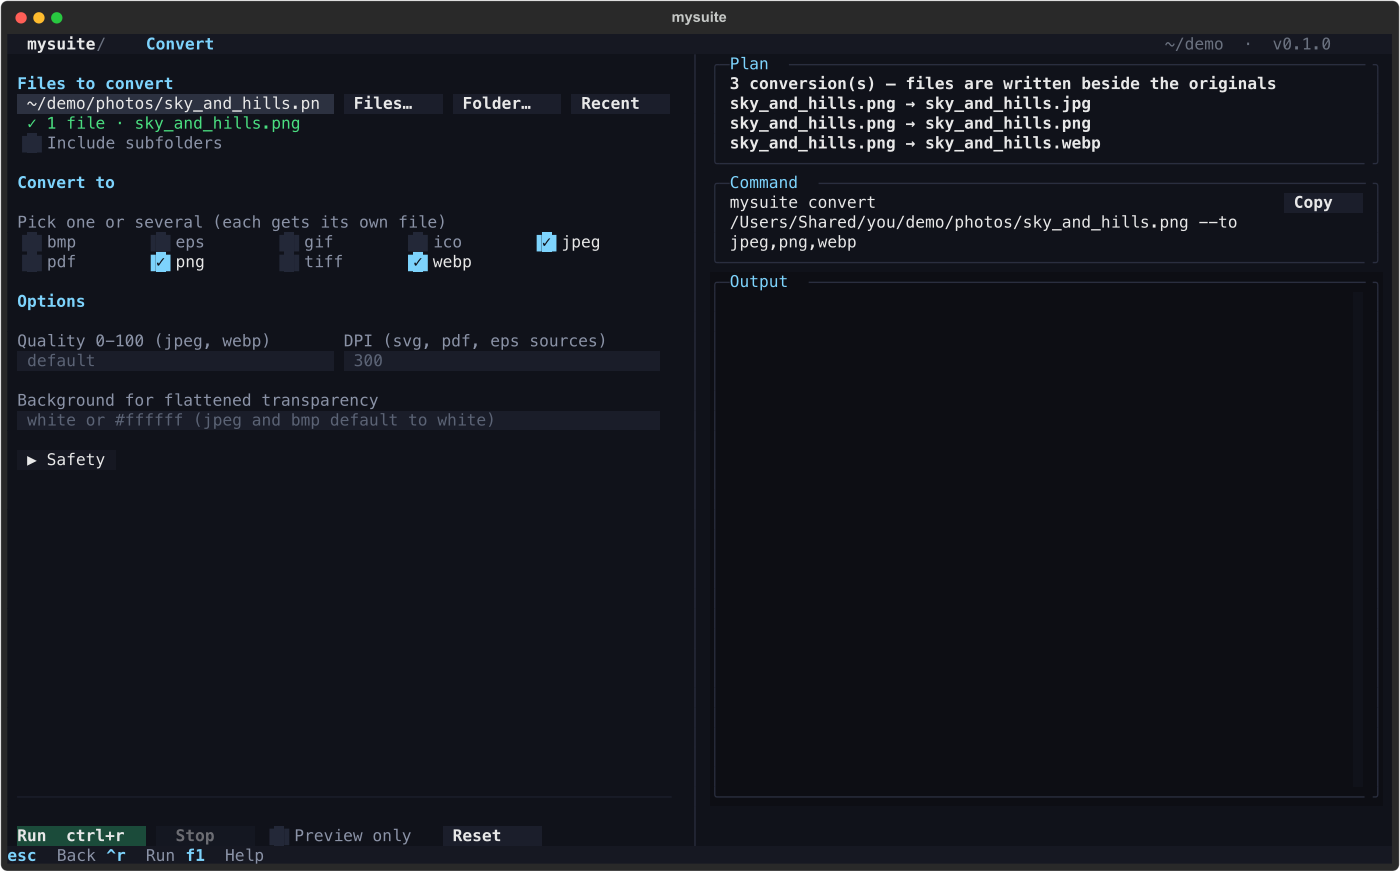 mysuite
mysuite/ Convert ~/demo · v0.1.0
Files to convert
~/demo/photos/sky_and_hills.pn Files… Folder… Recent
✓ 1 file · sky_and_hills.png
Include subfolders
Convert to
Pick one or several (each gets its own file)
bmp eps gif ico ✓ jpeg
pdf ✓ png tiff ✓ webp
Options
Quality 0-100 (jpeg, webp) DPI (svg, pdf, eps sources)
default 300
Background for flattened transparency
white or #ffffff (jpeg and bmp default to white)
▶ Safety
Run ctrl+r Stop Preview only Reset
Plan
3 conversion(s) — files are written beside the originals
sky_and_hills.png → sky_and_hills.jpg
sky_and_hills.png → sky_and_hills.png
sky_and_hills.png → sky_and_hills.webp
Command
mysuite convert Copy
/Users/Shared/you/demo/photos/sky_and_hills.png --to
jpeg,png,webp
Output
esc Back ^r Run f1 Help